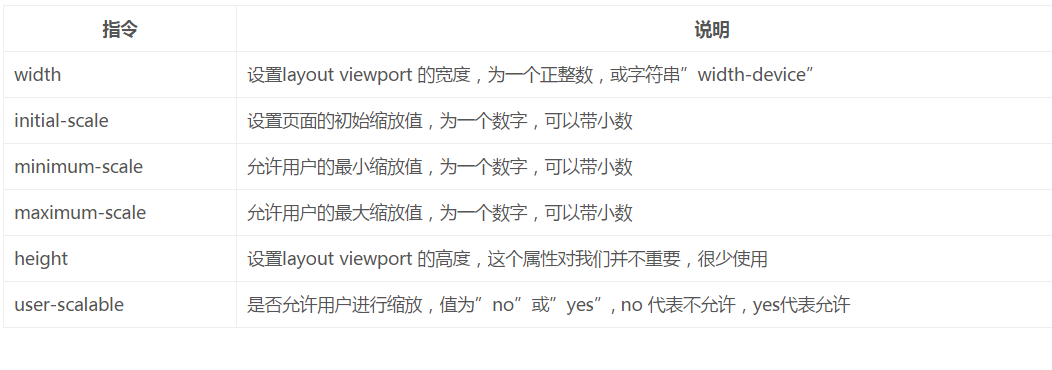 指令 说明
width 设置layout viewport 的宽度，为一个正整数，或字符串”width-device”
initial-scale 设置页面的初始缩放值，为一个数字，可以带小数
minimum-scale 允许用户的最小缩放值，为一个数字，可以带小数
maximum-scale 允许用户的最大缩放值，为一个数字，可以带小数
height 设置layout viewport 的高度，这个属性对我们并不重要，很少使用
user-scalable 是否允许用户进行缩放，值为”no”或”yes”, no 代表不允许，yes代表允许